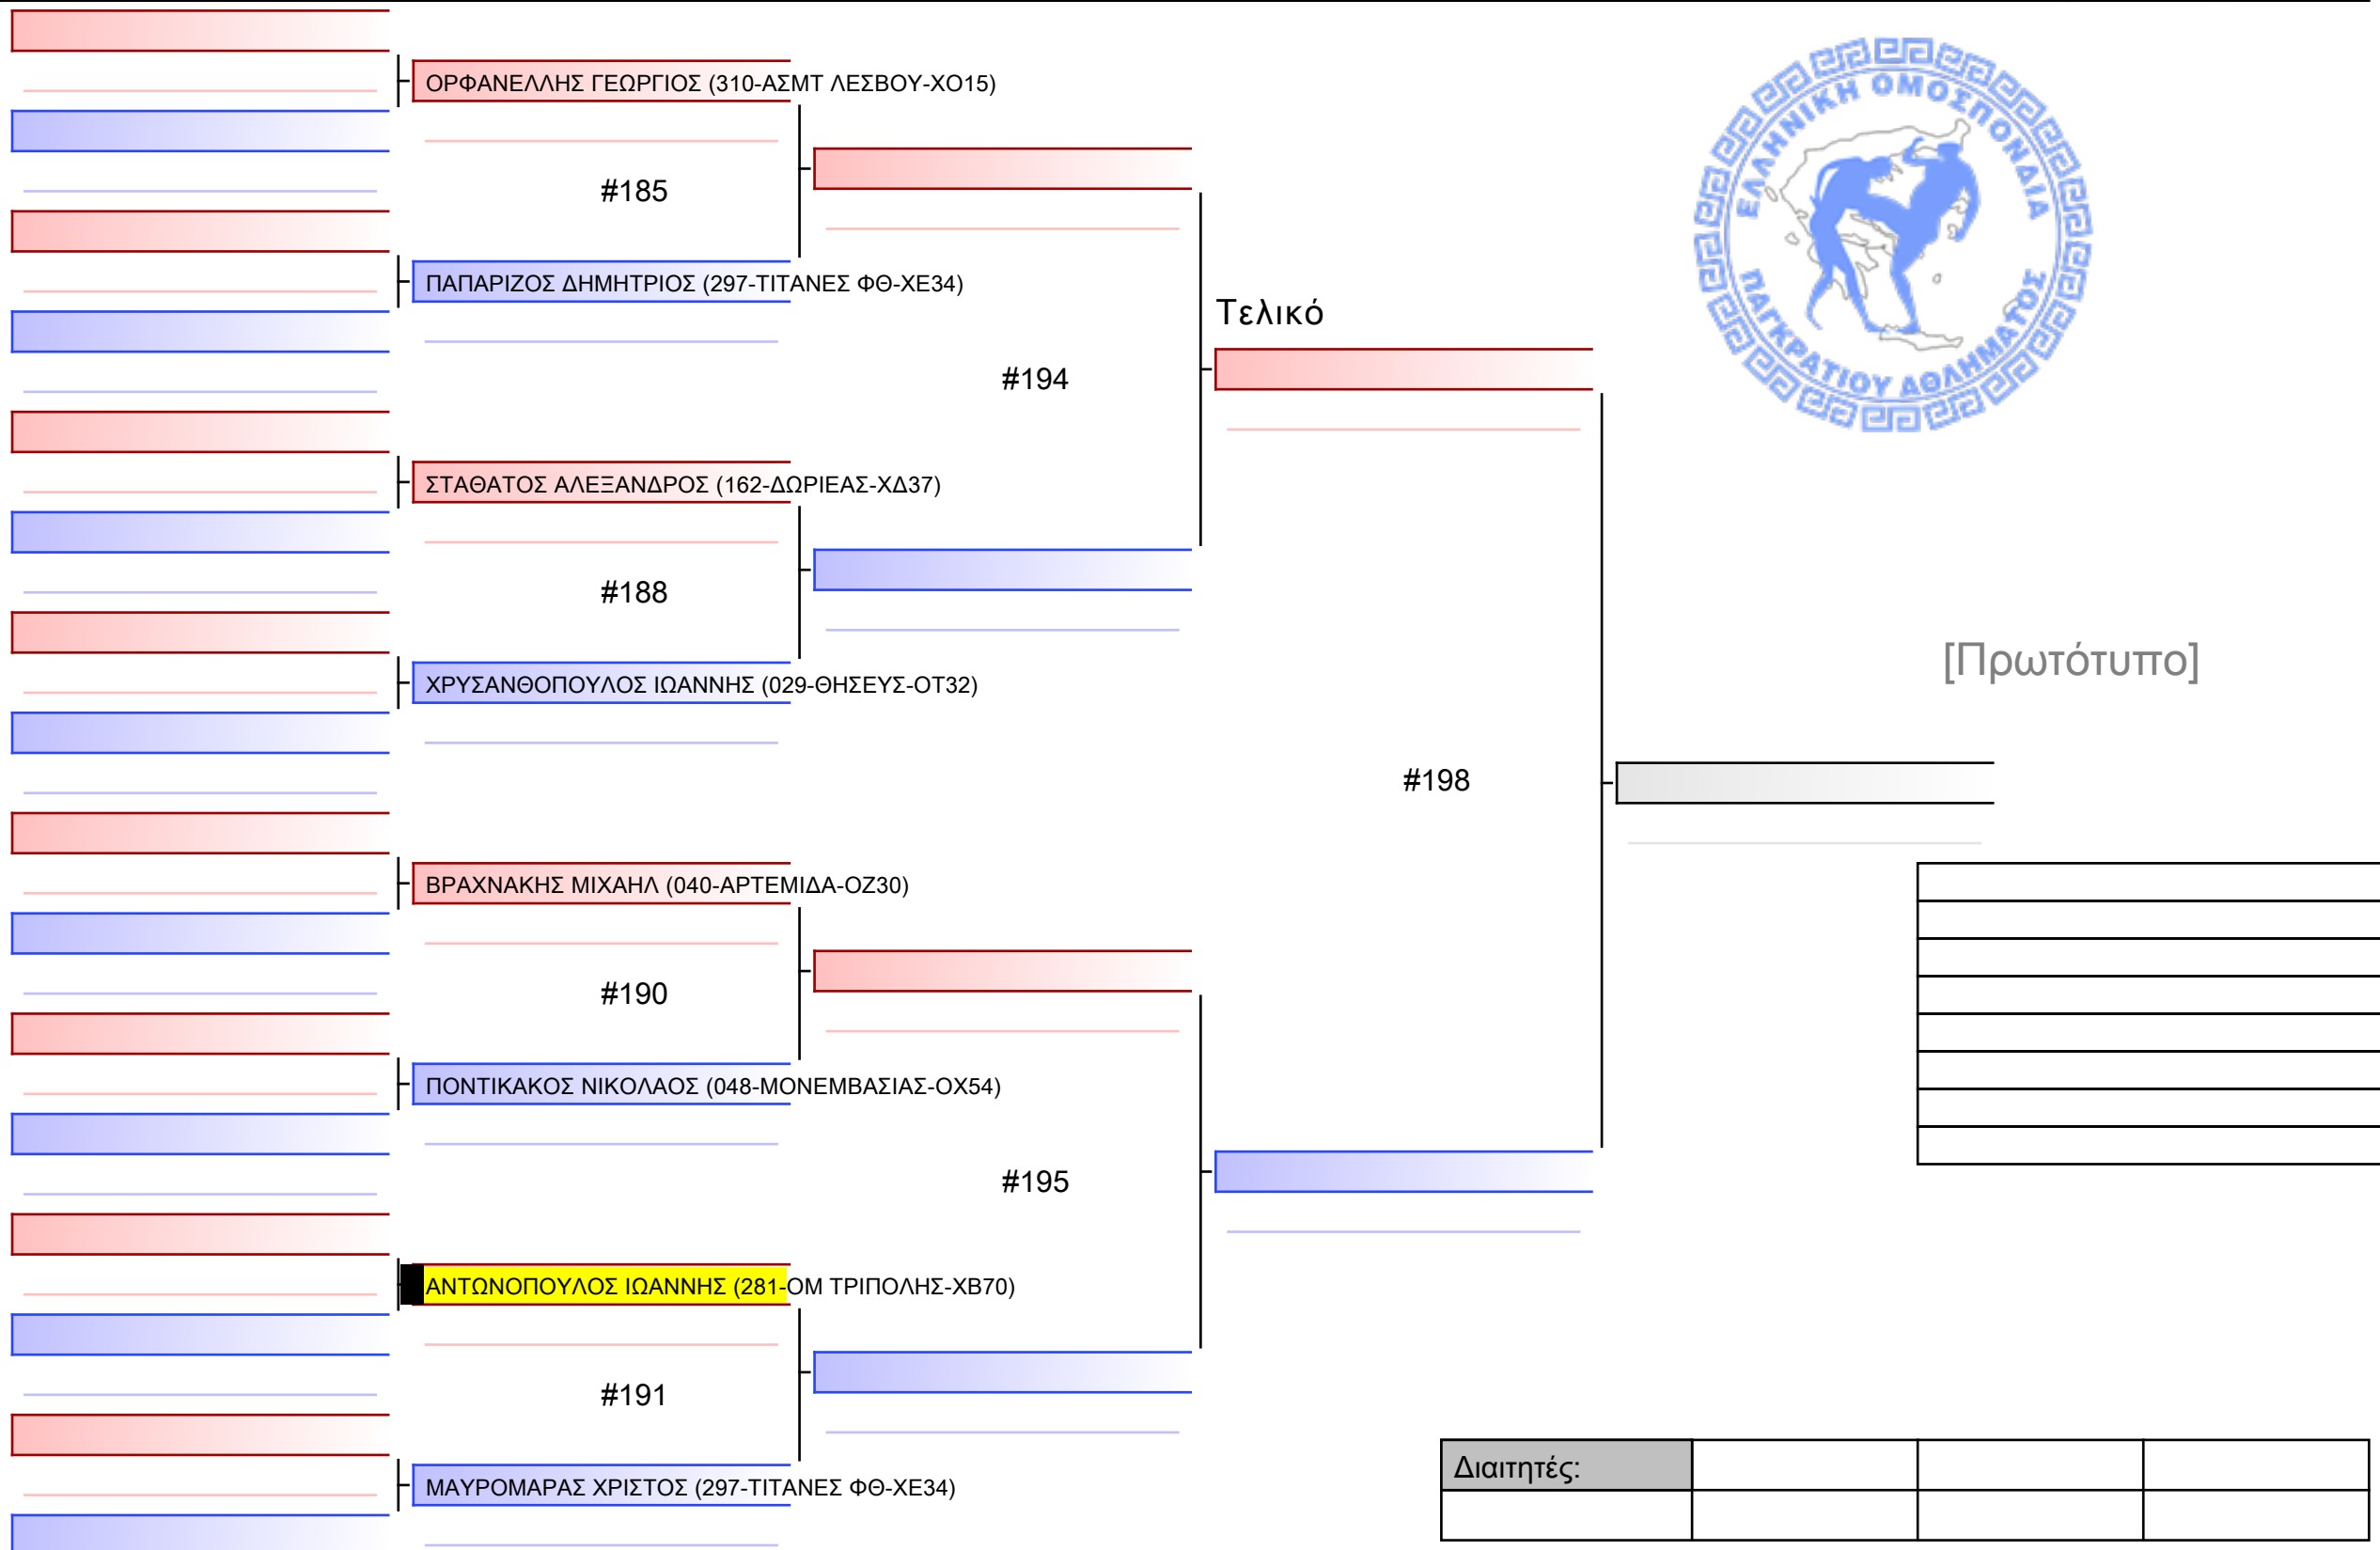 ΟΡΦΑΝΕΛΛΗΣ ΓΕΩΡΓΙΟΣ (310-ΑΣΜΤ ΛΕΣΒΟΥ-ΧΟ15)
#185
ΠΑΠΑΡΙΖΟΣ ΔΗΜΗΤΡΙΟΣ (297-ΤΙΤΑΝΕΣ ΦΘ-ΧΕ34)
#194
ΣΤΑΘΑΤΟΣ ΑΛΕΞΑΝΔΡΟΣ (162-ΔΩΡΙΕΑΣ-ΧΔ37)
#188
ΧΡΥΣΑΝΘΟΠΟΥΛΟΣ ΙΩΑΝΝΗΣ (029-ΘΗΣΕΥΣ-ΟΤ32)
Τελικό
#198
ΕΛΛΗΝΙΚΗ ΟΜΟΣΠΟΝΔΙΑ
ΠΑΓΚΡΑΤΙΟΥ ΑΘΛΗΜΑΤΟΣ
[Πρωτότυπο]
ΒΡΑΧΝΑΚΗΣ ΜΙΧΑΗΛ (040-ΑΡΤΕΜΙΔΑ-ΟΖ30)
#190
ΠΟΝΤΙΚΑΚΟΣ ΝΙΚΟΛΑΟΣ (048-ΜΟΝΕΜΒΑΣΙΑΣ-ΟΧ54)
#195
ΑΝΤΩΝΟΠΟΥΛΟΣ ΙΩΑΝΝΗΣ (281-ΟΜ ΤΡΙΠΟΛΗΣ-ΧΒ70)
#191
ΜΑΥΡΟΜΑΡΑΣ ΧΡΙΣΤΟΣ (297-ΤΙΤΑΝΕΣ ΦΘ-ΧΕ34)
Διαιτητές: